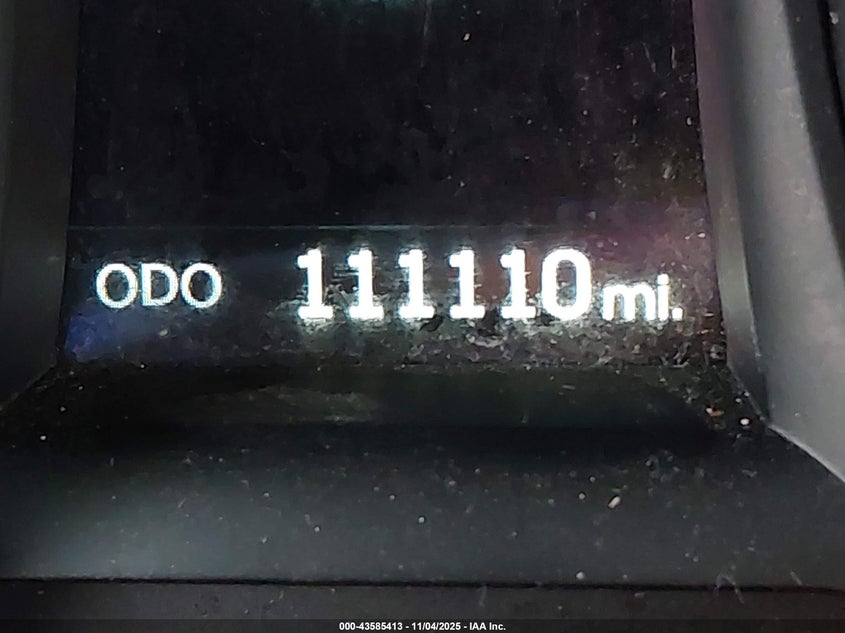 ODO 111110 mi.
000-43585413 - 11/04/2025 - IAA Inc.